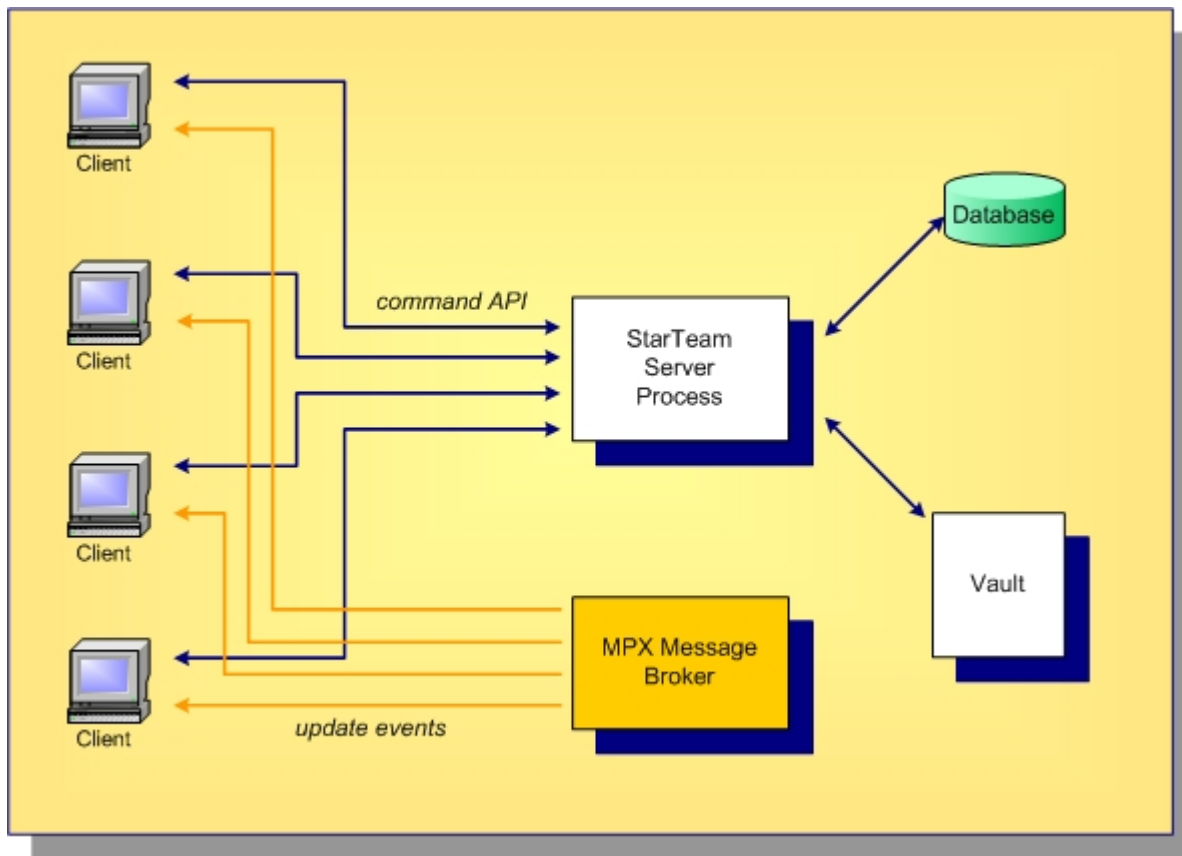 Client
Client
Client
Client
command API
update events
StarTeam
Server
Process
MPX Message
Broker
Database
Vault